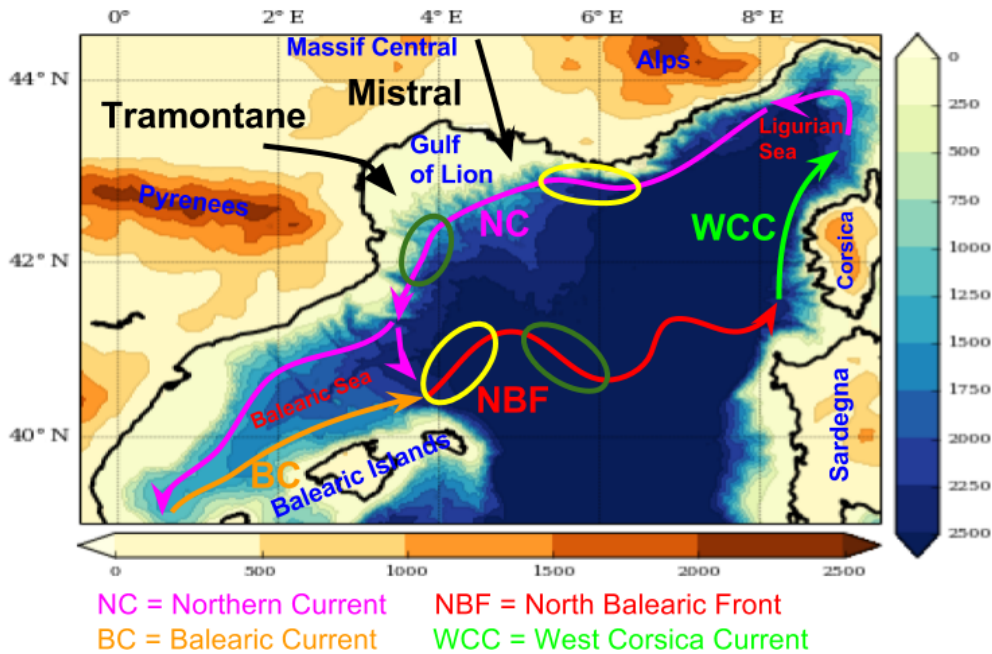 0° 2° E 4° E 6° E 8° E
Massif Central
Alps
44° N
0
Mistral
Tramontane
250
Ligurian
Sea
Gulf
of Lion
500
750
Pyrenees
NC
WCC
Corsica
1000
42° N
1250
1500
1750
Balearic Sea
NBF
Sardegna
2000
40° N
BC
Balearic Islands
2250
2500
0 500 1000 1500 2000 2500
NC = Northern Current NBF = North Balearic Front
BC = Balearic Current WCC = West Corsica Current